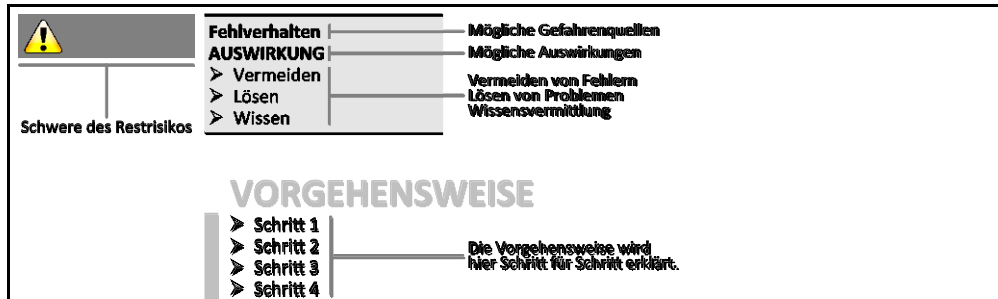 Fehlverhalten
Mögliche Gefahrenquellen
AUSWIRKUNG
Mögliche Auswirkungen
➤ Vermeiden
➤ Lösen
➤ Wissen
Vermeiden von Fehlern
Lösen von Problemen
Wissensvermittlung
Schwere des Restrisikos
VORGEHENSWEISE
➤ Schritt 1
➤ Schritt 2
➤ Schritt 3
➤ Schritt 4
Die Vorgehensweise wird
hier Schritt für Schritt erklärt.